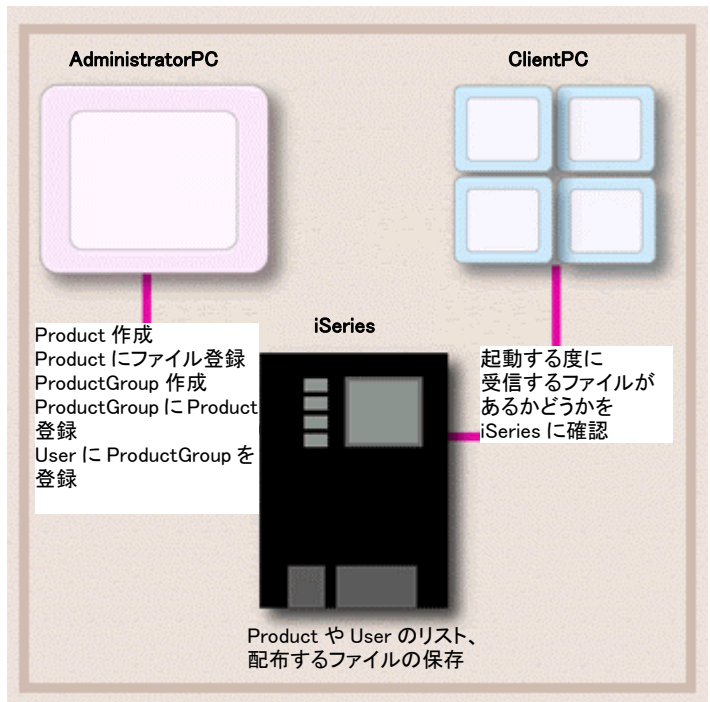 AdministratorPC
ClientPC
Product 作成
Product にファイル登録
ProductGroup 作成
ProductGroup に Product
登録
User に ProductGroup を
登録
iSeries
起動する度に
受信するファイルが
あるかどうかを
iSeries に確認
Product や User のリスト、
配布するファイルの保存